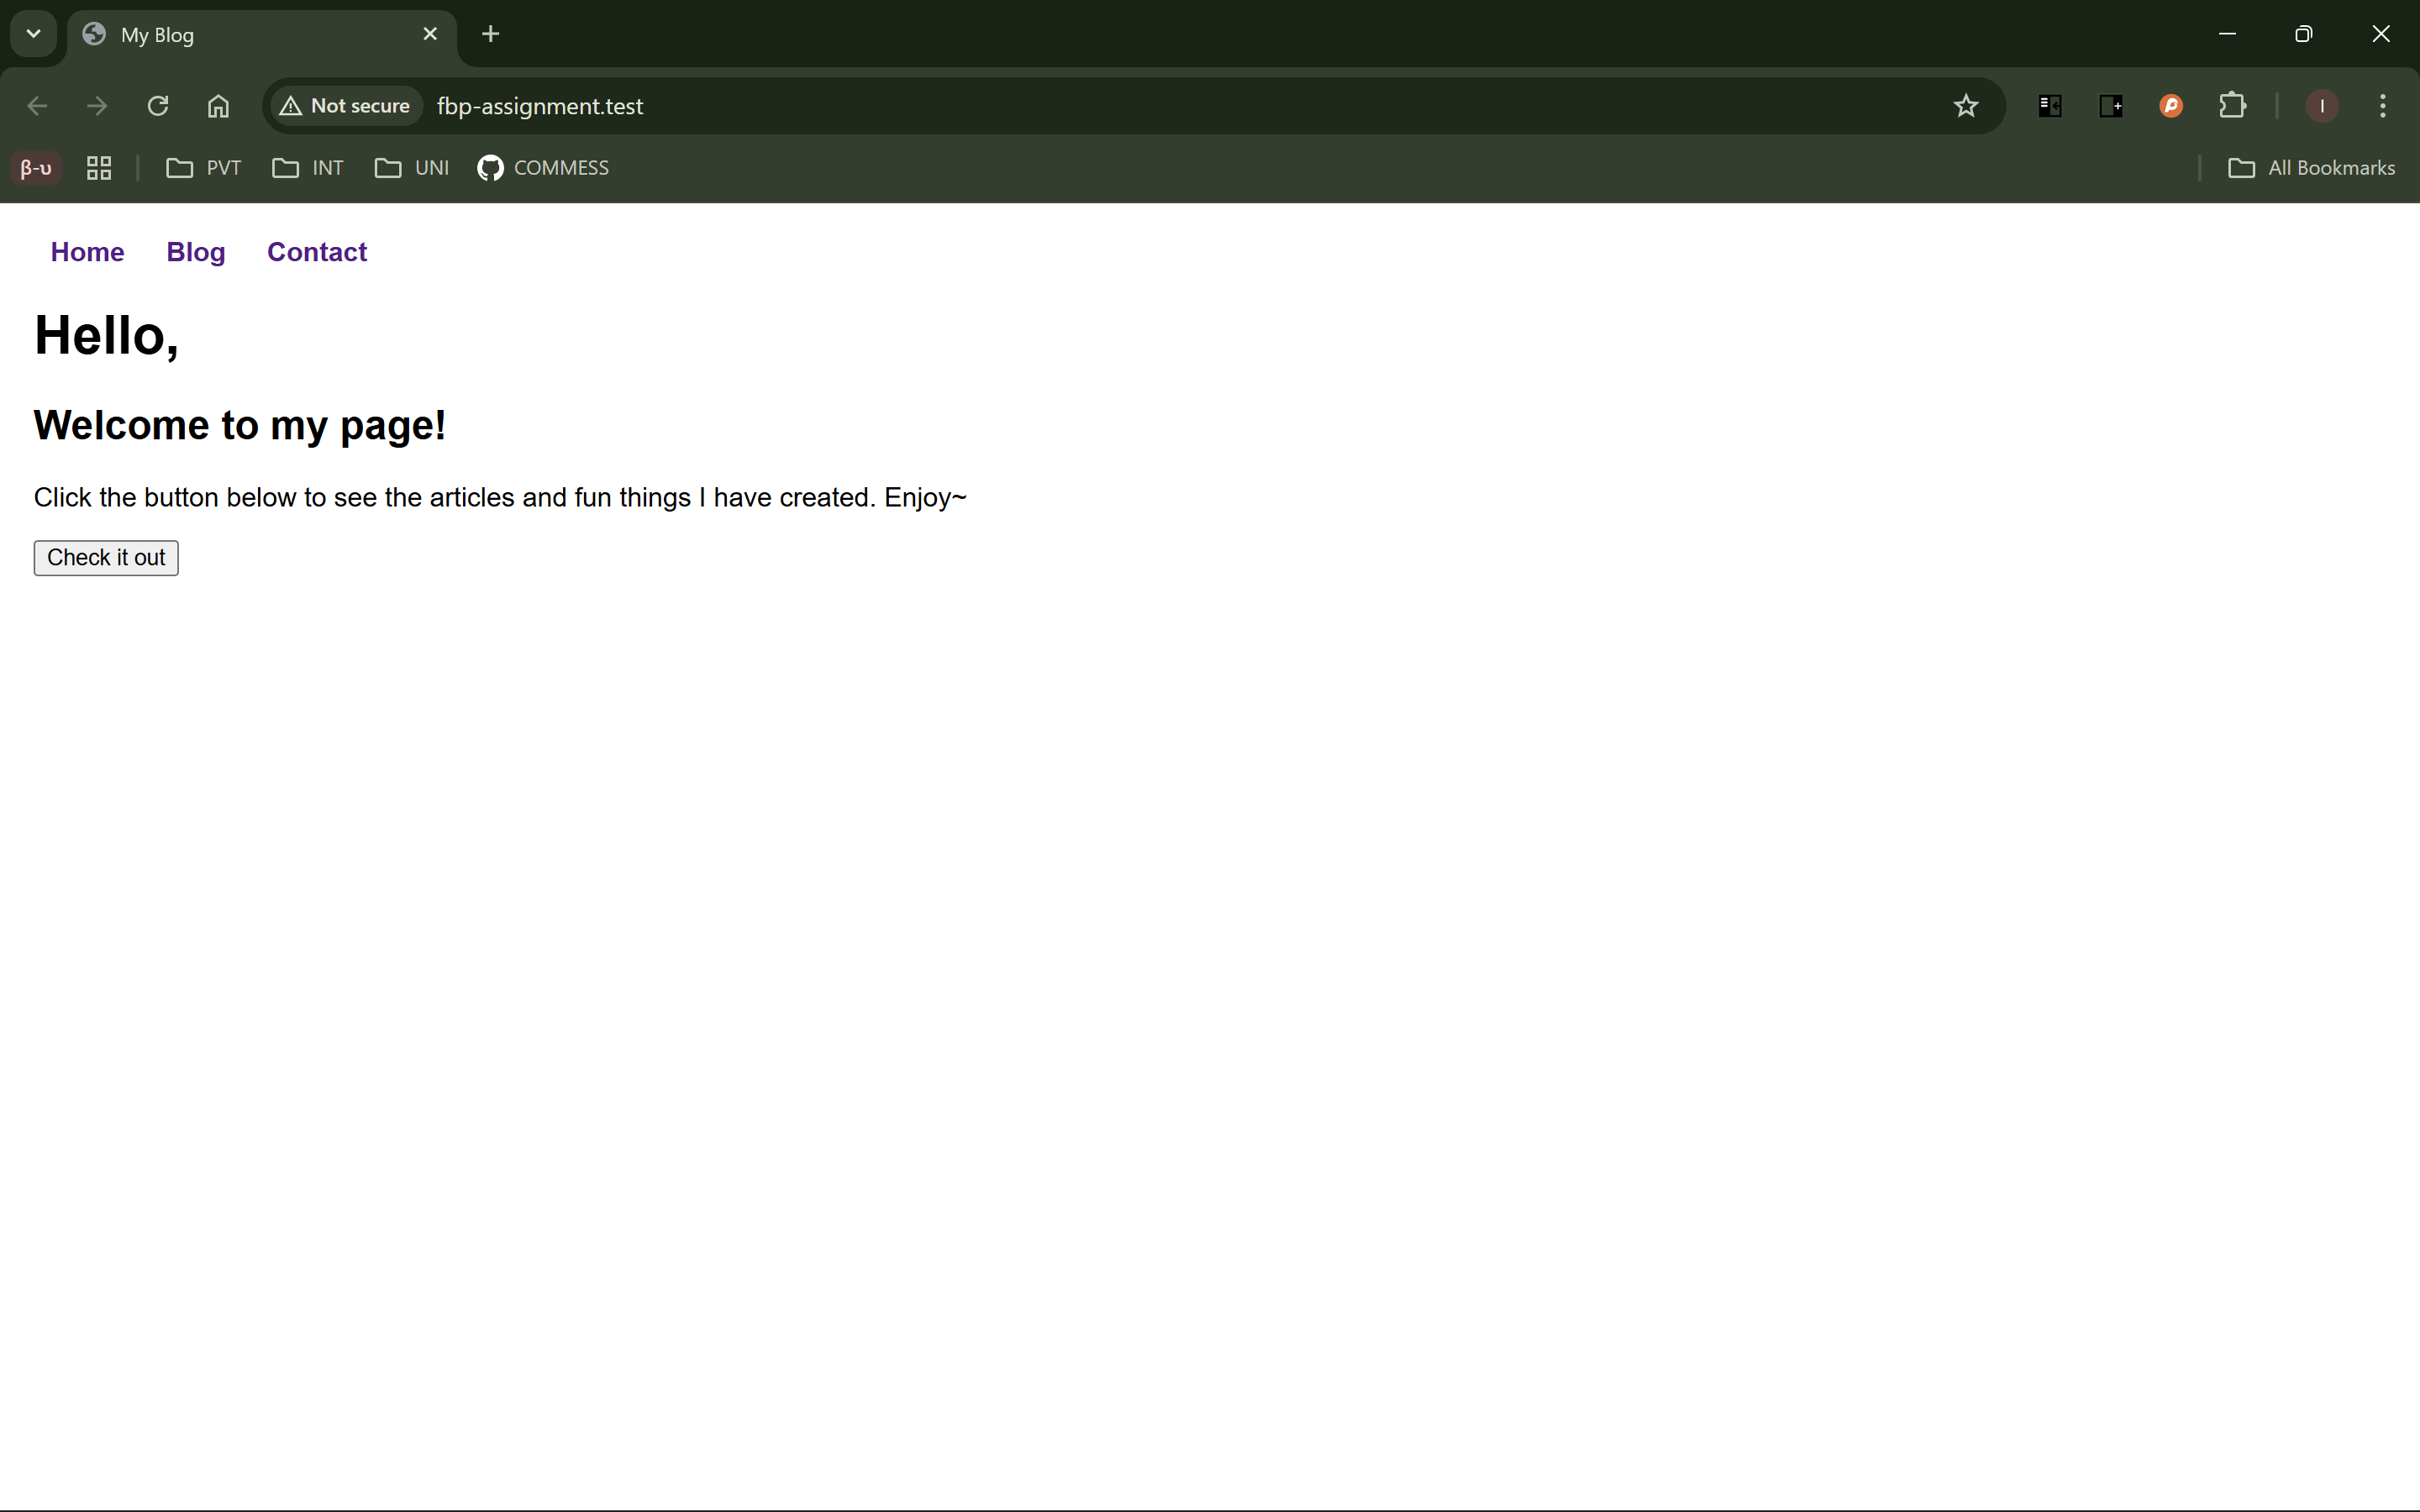 My Blog
Not secure fbp-assignment.test
I
β-υ PVT INT UNI COMMESS All Bookmarks
Home Blog Contact
Hello,
Welcome to my page!
Click the button below to see the articles and fun things I have created. Enjoy~
Check it out